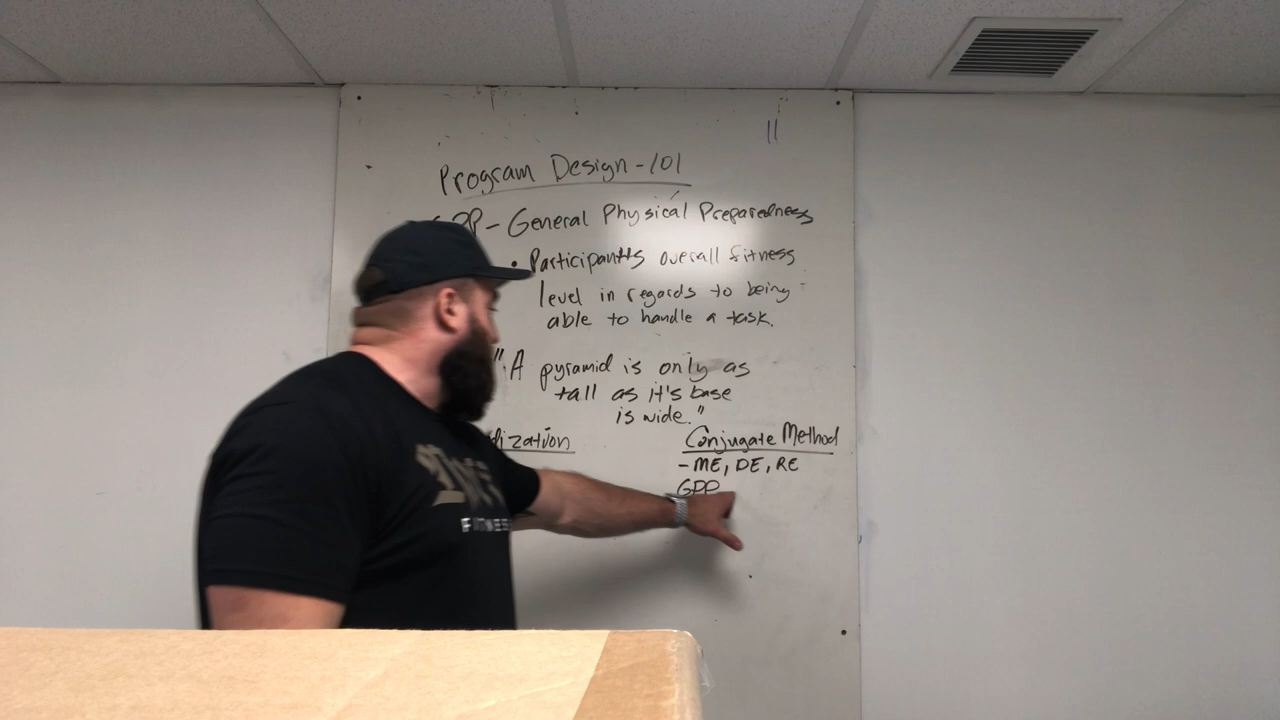 Program Design - 101
GPP - General Physical Preparedness
• Participants overall fitness
level in regards to being
able to handle a task.
"A pyramid is only as
tall as it's base
is wide."
Conjugate Method
- ME, DE, RE
GPP
FITNESS